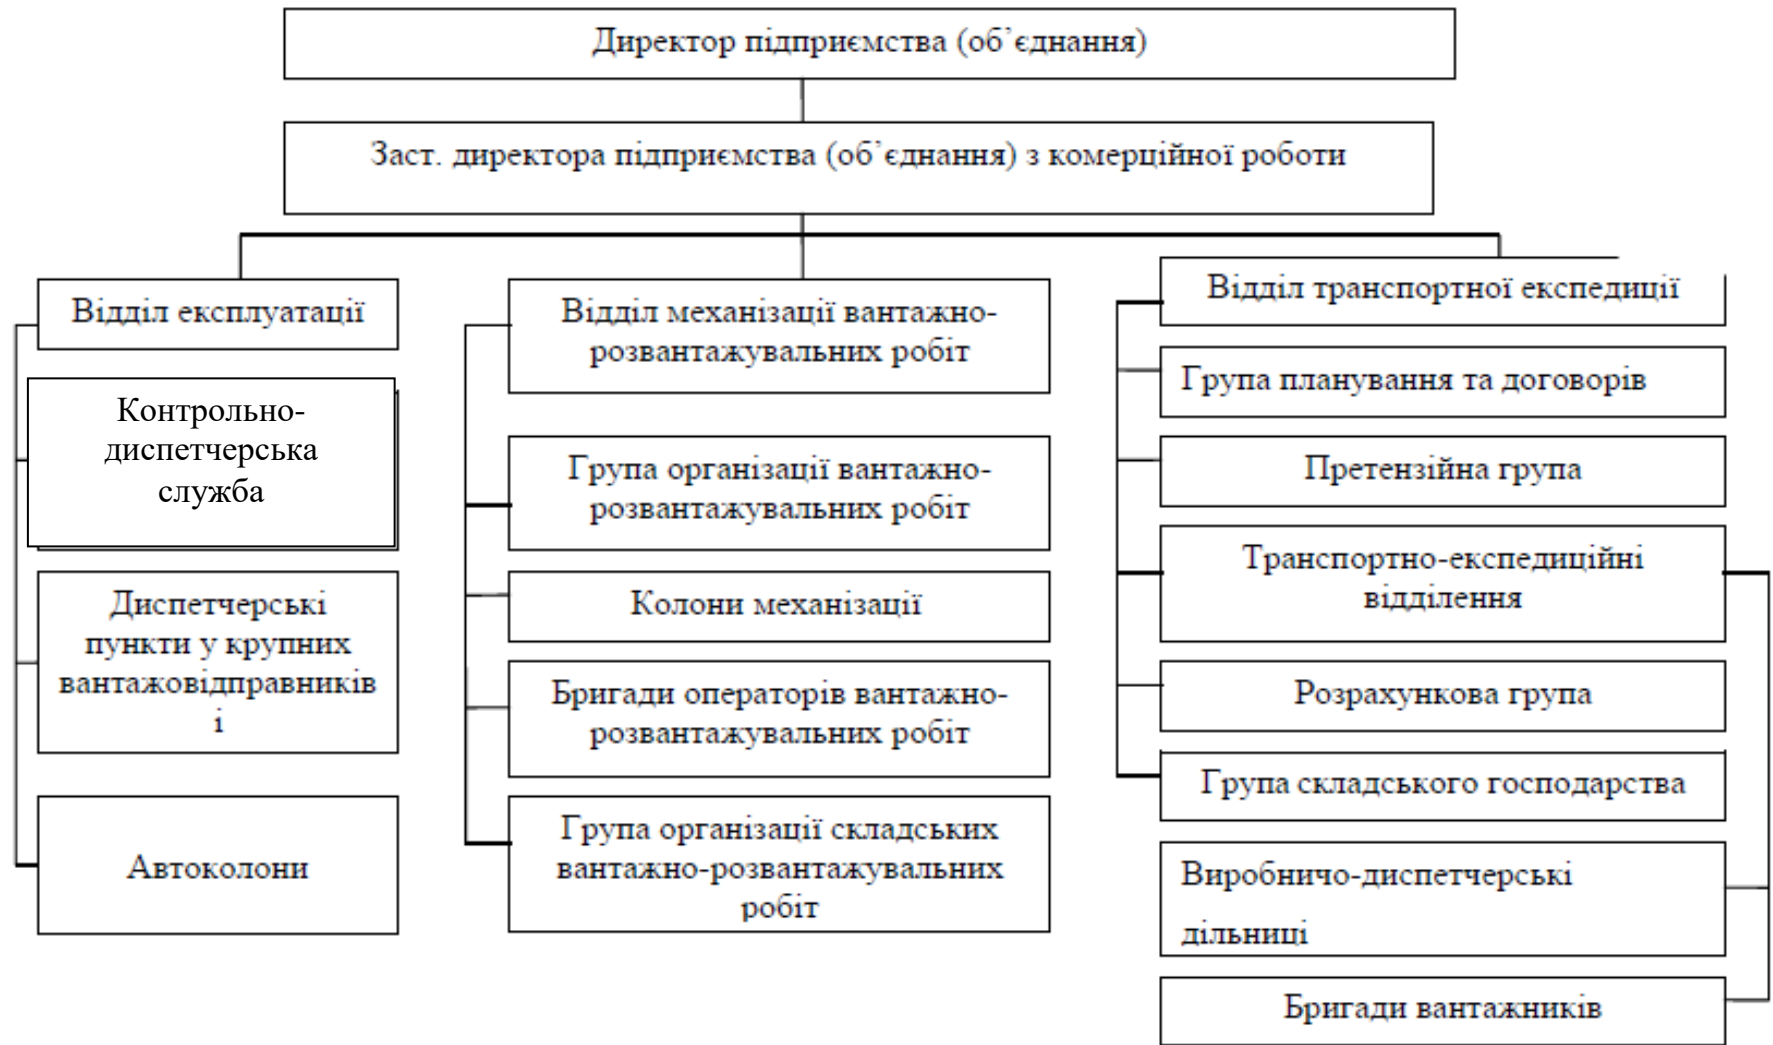 Директор підприємства (об’єднання)
Заст. директора підприємства (об’єднання) з комерційної роботи
Відділ експлуатації
Контрольно-
диспетчерська
служба
Диспетчерські
пункти у крупних
вантажовідправників
і
Автоколони
Відділ механізації вантажно-
розвантажувальних робіт
Група організації вантажно-
розвантажувальних робіт
Колони механізації
Бригади операторів вантажно-
розвантажувальних робіт
Група організації складських
вантажно-розвантажувальних
робіт
Відділ транспортної експедиції
Група планування та договорів
Претензійна група
Транспортно-експедиційні
відділення
Розрахункова група
Група складського господарства
Виробничо-диспетчерські
дільниці
Бригади вантажників